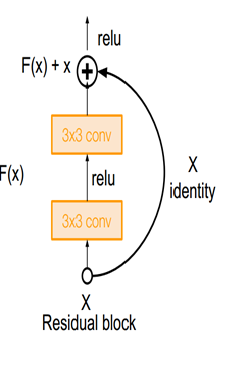 relu
F(x) + x
3x3 conv
F(x)
relu
X
identity
3x3 conv
X
Residual block